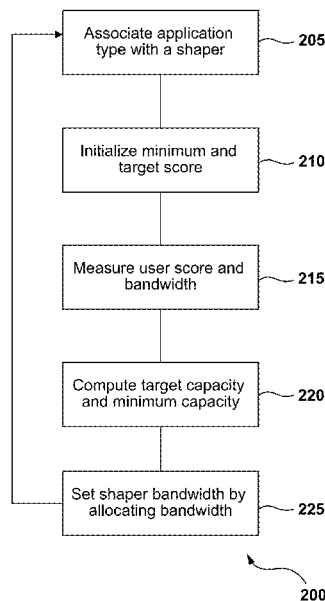 Associate application
type with a shaper
205
Initialize minimum and
target score
210
Measure user score and
bandwidth
215
Compute target capacity
and minimum capacity
220
Set shaper bandwidth by
allocating bandwidth
225
200